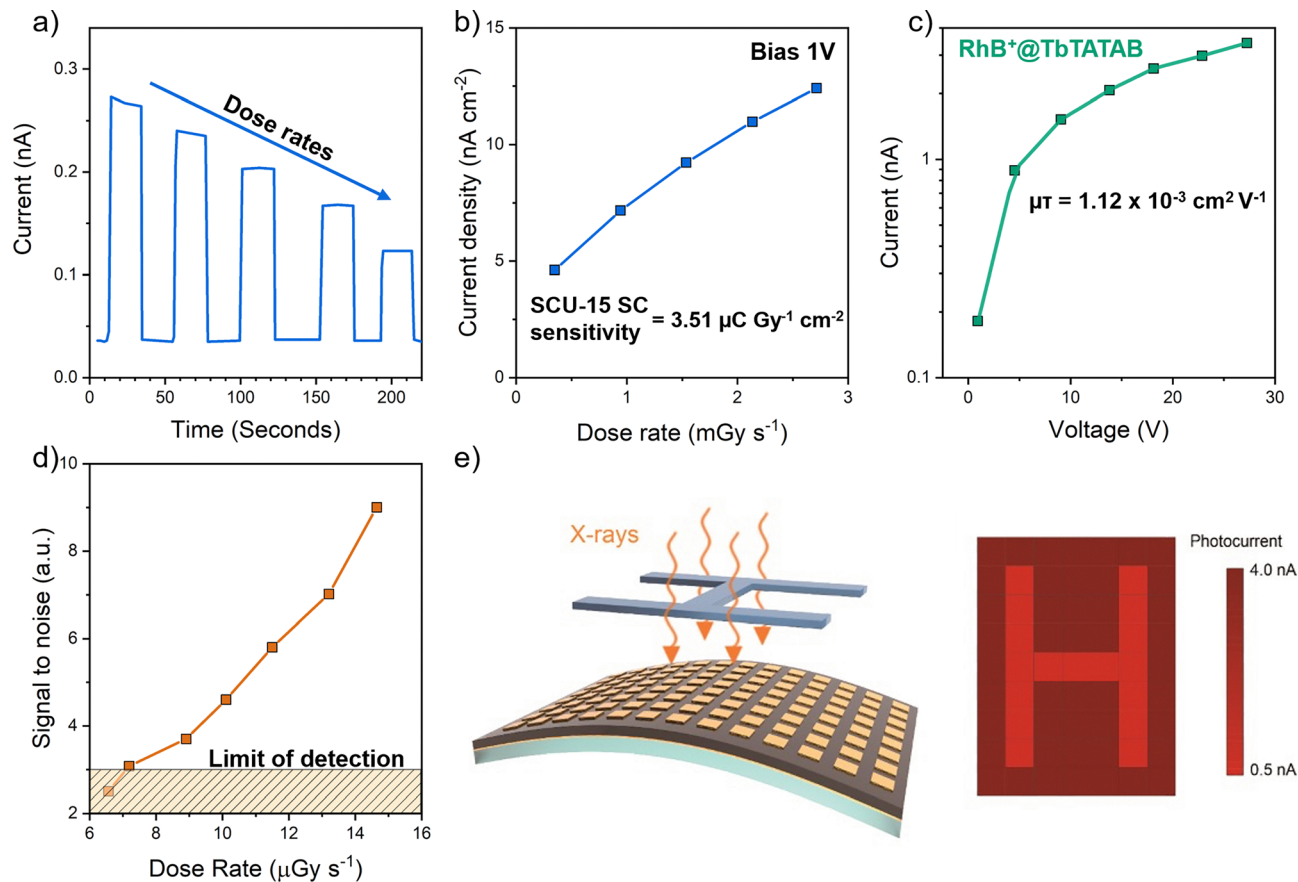 a)
0.3
0.2
0.1
0.0
Current (nA)
0
50
100
150
200
Time (Seconds)
Dose rates
b)
15
10
5
0
Current density (nA cm⁻²)
Bias 1V
SCU-15 SC
sensitivity = 3.51 µC Gy⁻¹ cm⁻²
0
1
2
3
Dose rate (mGy s⁻¹)
c)
RhB⁺@TbTATAB
1
0.1
Current (nA)
µτ = 1.12 x 10⁻³ cm² V⁻¹
0
10
20
30
Voltage (V)
d)
10
8
6
4
2
Signal to noise (a.u.)
Limit of detection
6
8
10
12
14
16
Dose Rate (µGy s⁻¹)
e)
X-rays
Photocurrent
4.0 nA
0.5 nA